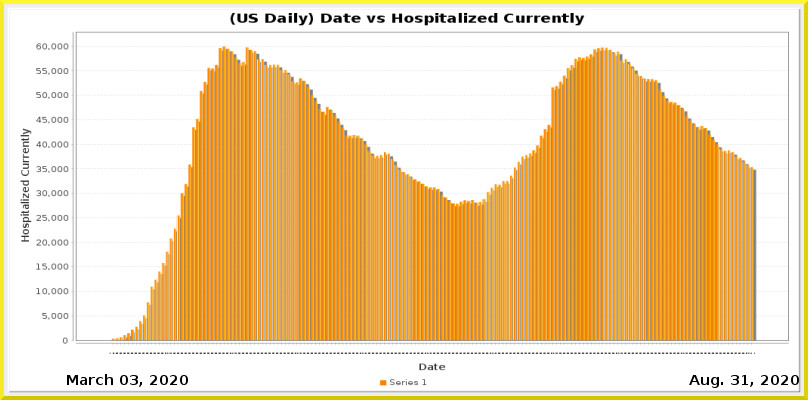 (US Daily) Date vs Hospitalized Currently
60,000
55,000
50,000
45,000
40,000
35,000
30,000
25,000
20,000
15,000
10,000
5,000
0
Hospitalized Currently
Date
March 03, 2020
Aug. 31, 2020
Series 1